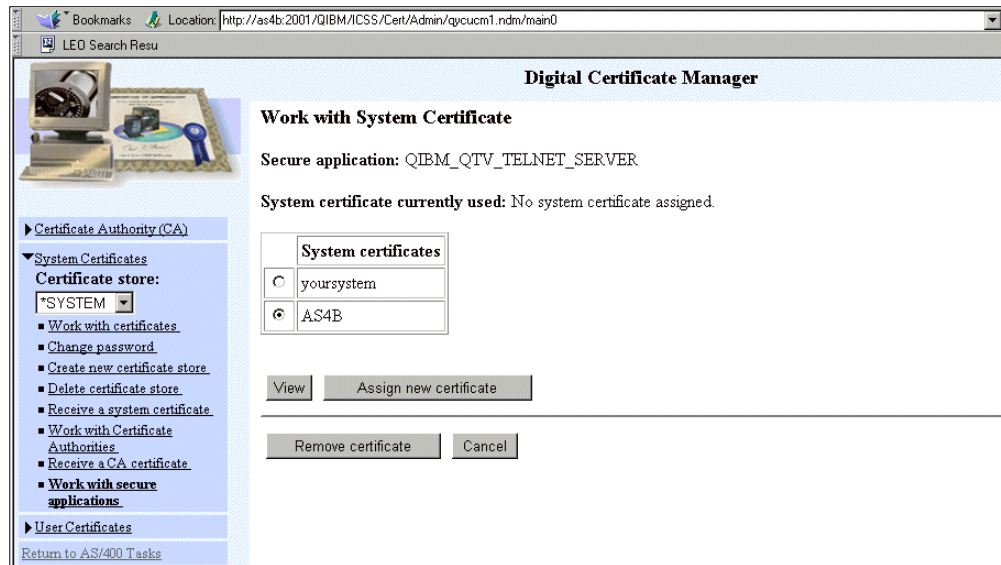 Bookmarks Location: http://as4b:2001/QIBM/ICSS/Cert/Admin/qycucm1.ndm/main0
LEO Search Resu
Digital Certificate Manager
Work with System Certificate
Secure application: QIBM_QTV_TELNET_SERVER
System certificate currently used: No system certificate assigned.
System certificates
yoursystem
AS4B
View Assign new certificate
Remove certificate Cancel
Certificate Authority (CA)
System Certificates
Certificate store:
*SYSTEM
Work with certificates
Change password
Create new certificate store
Delete certificate store
Receive a system certificate
Work with Certificate
Authorities
Receive a CA certificate
Work with secure
applications
User Certificates
Return to AS/400 Tasks